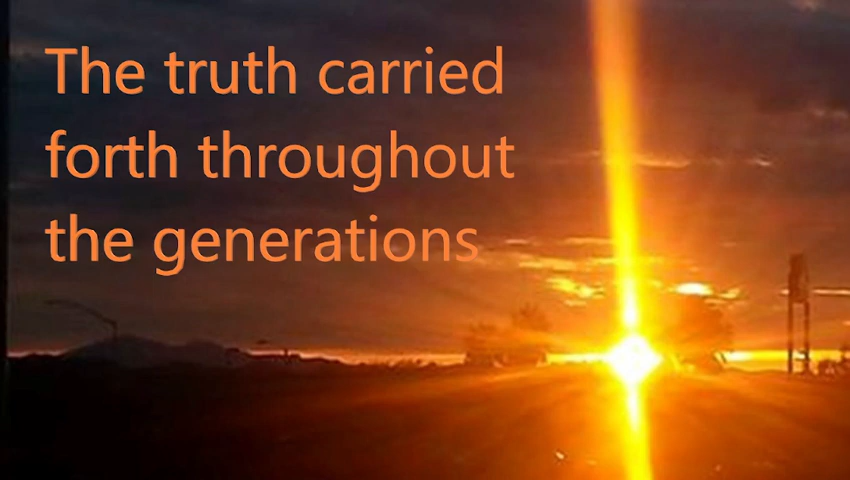 The truth carried
forth throughout
the generations